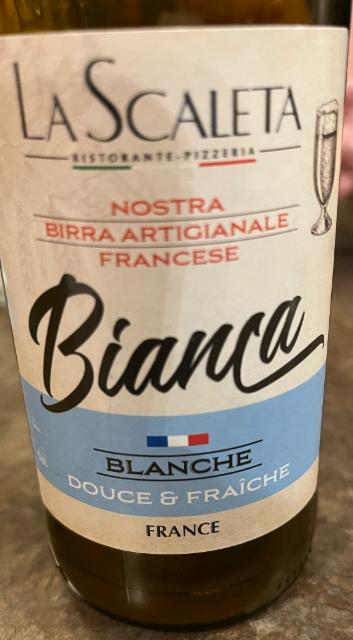 LA SCALETA
RISTORANTE-PIZZERIA
NOSTRA
BIRRA ARTIGIANALE
FRANCESE
Bianca
BLANCHE
DOUCE & FRAÎCHE
FRANCE